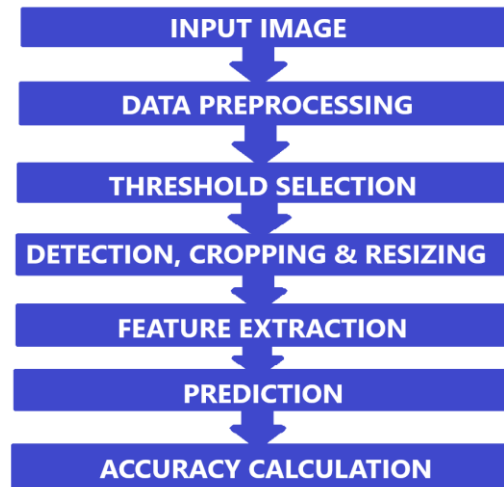 INPUT IMAGE
DATA PREPROCESSING
THRESHOLD SELECTION
DETECTION, CROPPING & RESIZING
FEATURE EXTRACTION
PREDICTION
ACCURACY CALCULATION